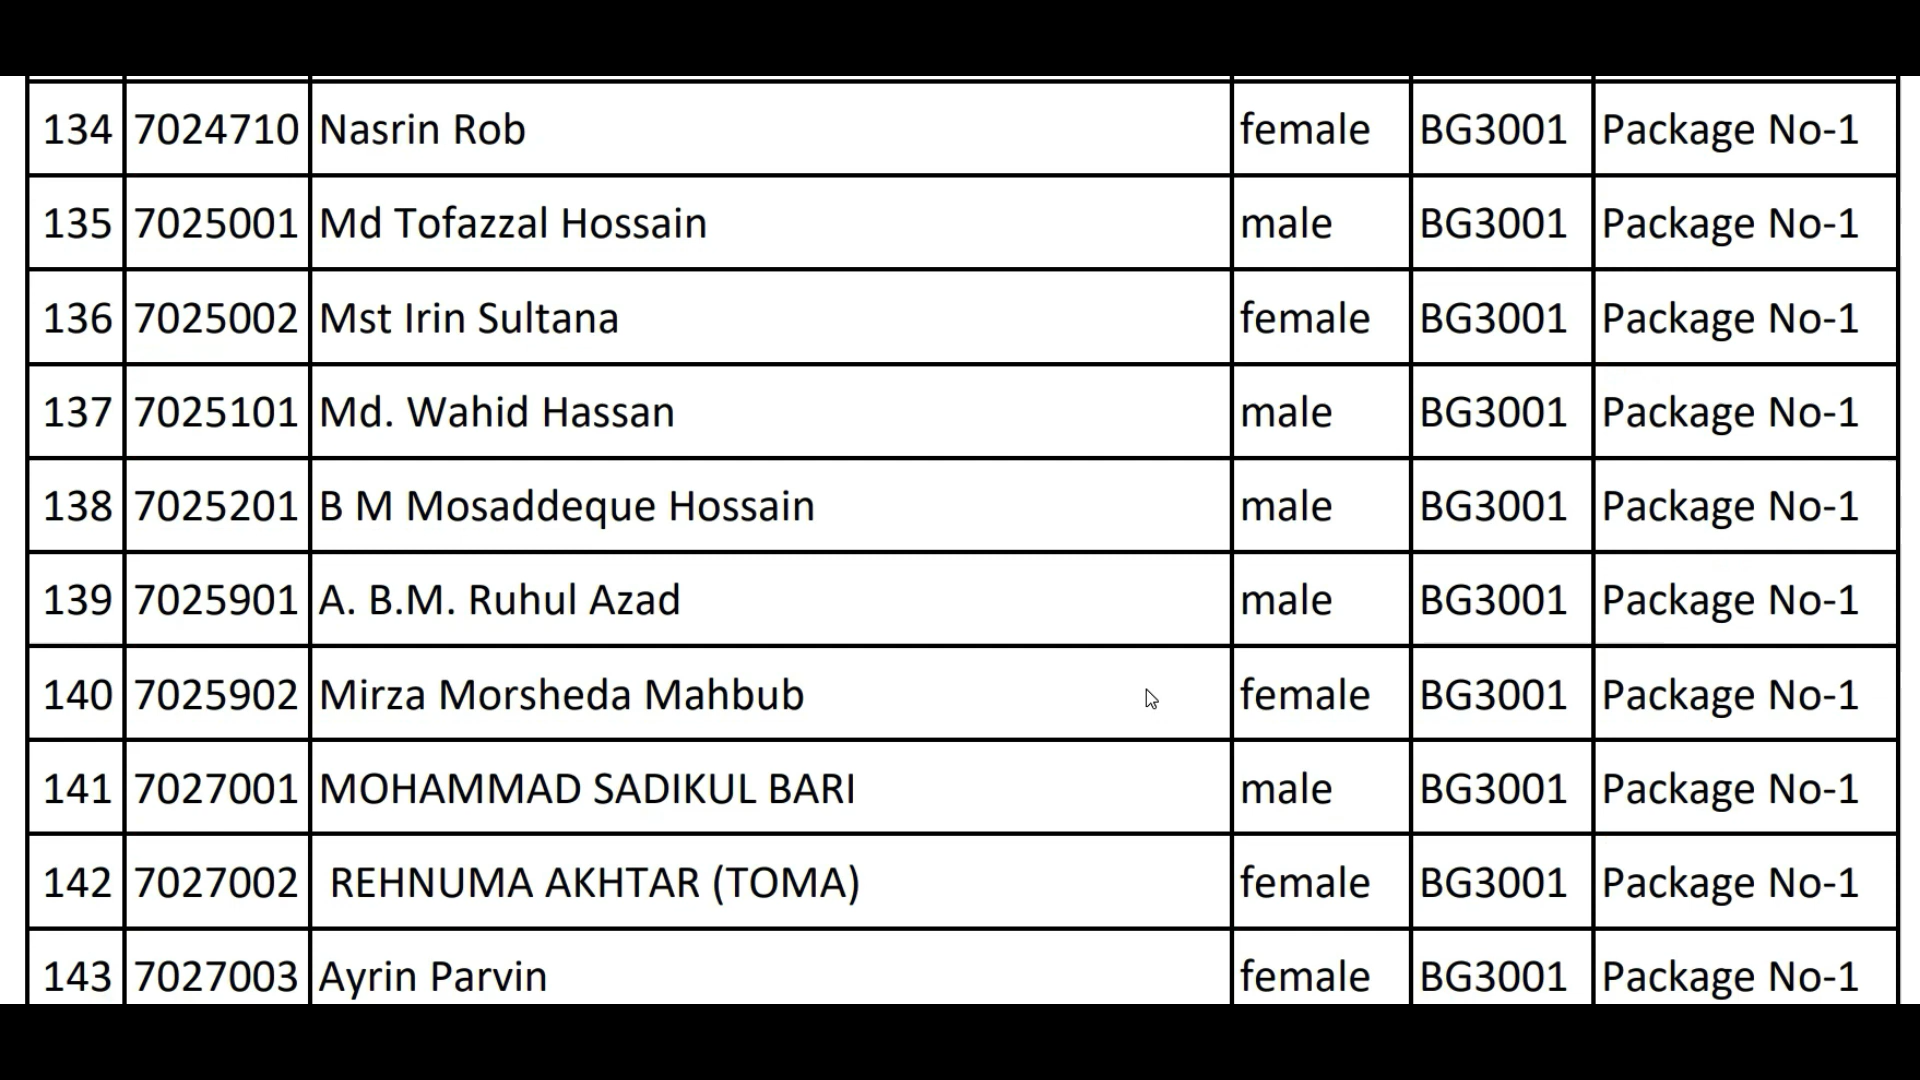 134 7024710 Nasrin Rob female BG3001 Package No-1
135 7025001 Md Tofazzal Hossain male BG3001 Package No-1
136 7025002 Mst Irin Sultana female BG3001 Package No-1
137 7025101 Md. Wahid Hassan male BG3001 Package No-1
138 7025201 B M Mosaddeque Hossain male BG3001 Package No-1
139 7025901 A. B.M. Ruhul Azad male BG3001 Package No-1
140 7025902 Mirza Morsheda Mahbub female BG3001 Package No-1
141 7027001 MOHAMMAD SADIKUL BARI male BG3001 Package No-1
142 7027002 REHNUMA AKHTAR (TOMA) female BG3001 Package No-1
143 7027003 Ayrin Parvin female BG3001 Package No-1